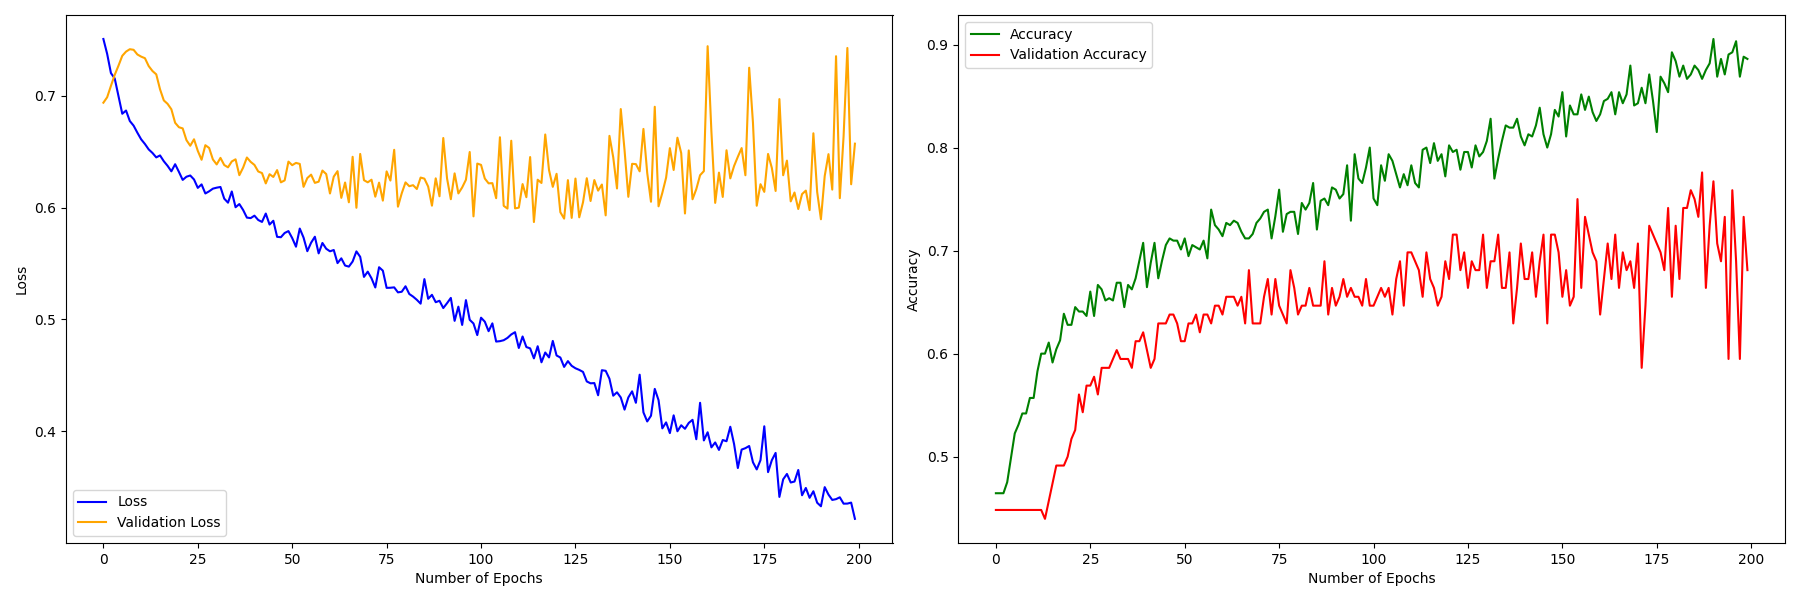 Loss
0.7
0.6
0.5
0.4
Loss
Validation Loss
0 25 50 75 100 125 150 175 200
Number of Epochs
Accuracy
0.9
0.8
0.7
0.6
0.5
Accuracy
Validation Accuracy
0 25 50 75 100 125 150 175 200
Number of Epochs